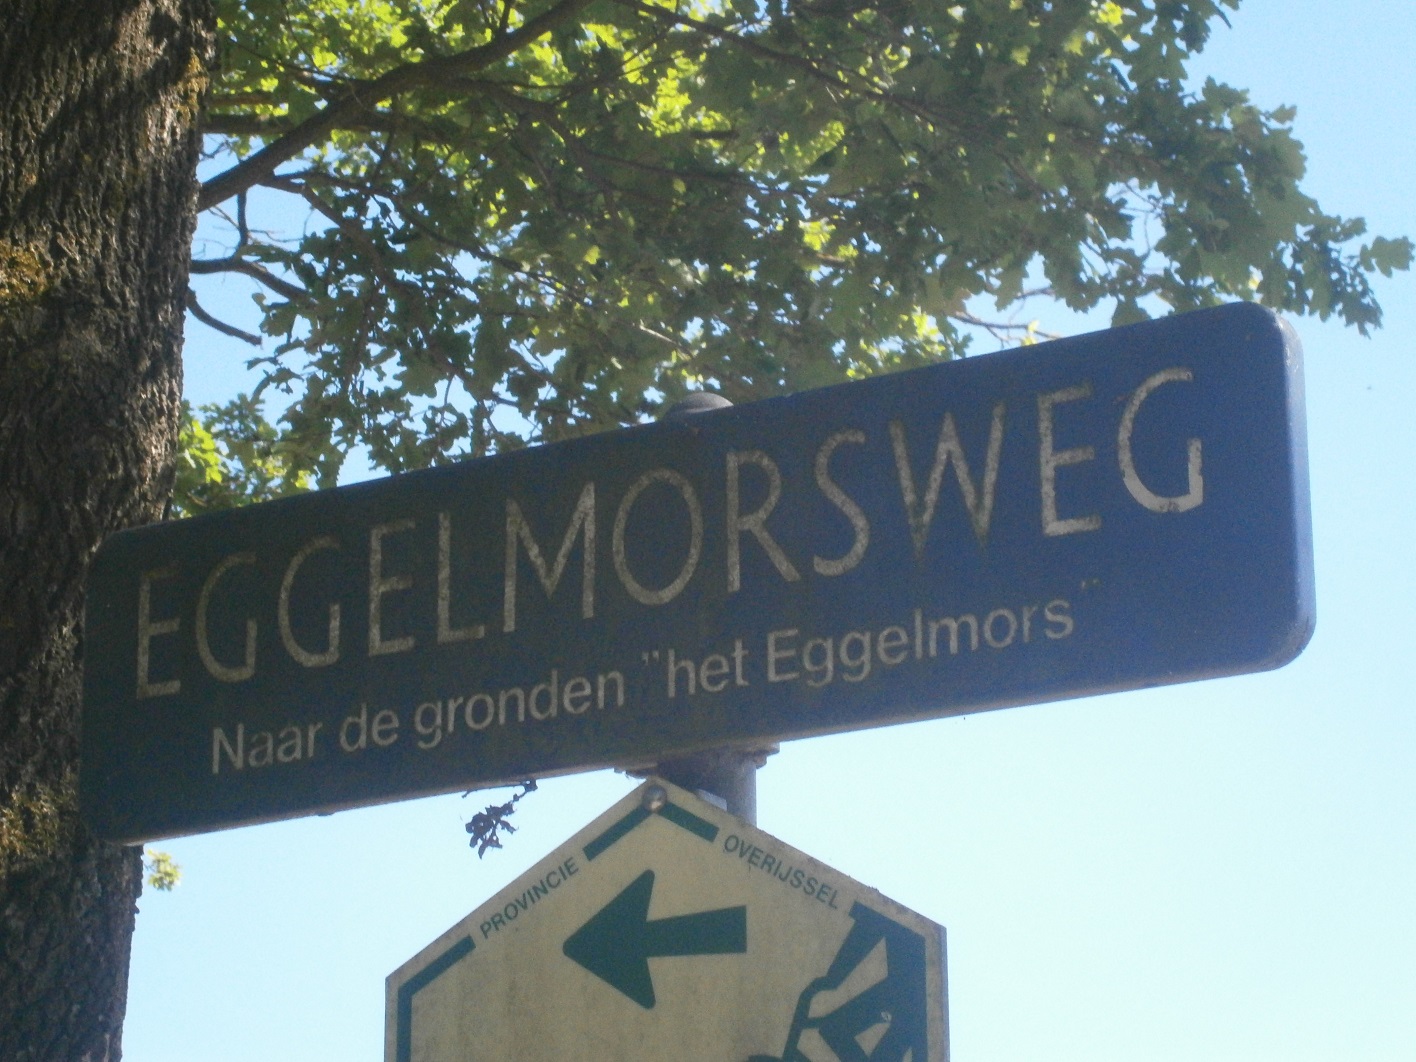 EGGELMORSWEG
Naar de gronden "het Eggelmors"
PROVINCIE OVERIJSSEL